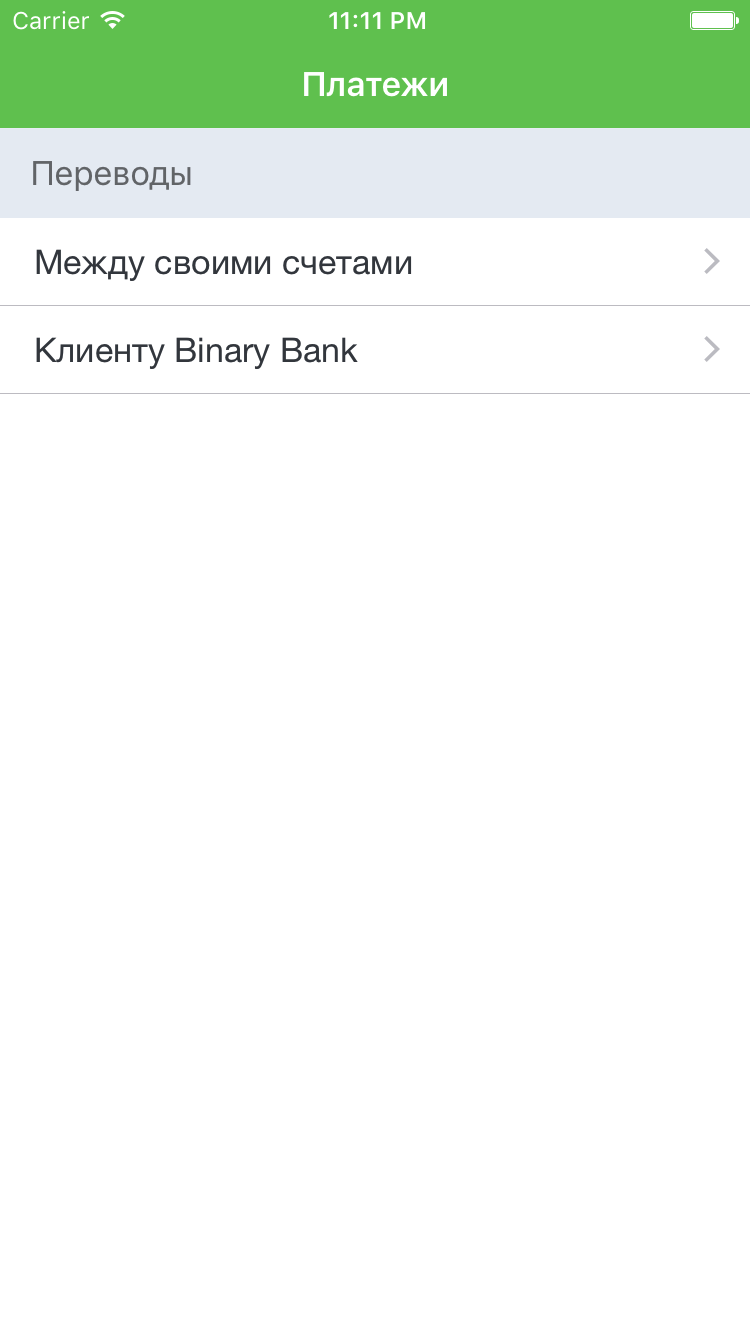 Carrier 11:11 PM
Платежи
Переводы
Между своими счетами
Клиенту Binary Bank